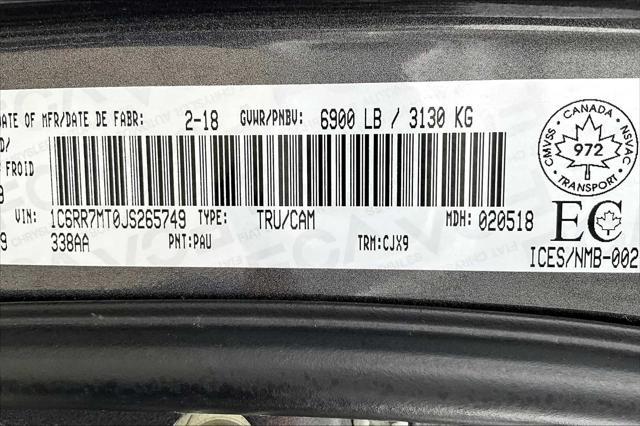 DATE OF MFR/DATE DE FABR: 2-18 GVWR/PNBV: 6900 LB / 3130 KG
FROID
VIN: 1C6RR7MT0JS265749 TYPE: TRU/CAM MDH: 020518
338AA PNT:PAU TRM:CJX9
CANADA
CMVSS 972 NSVAC
TRANSPORT
EC
ICES/NMB-002